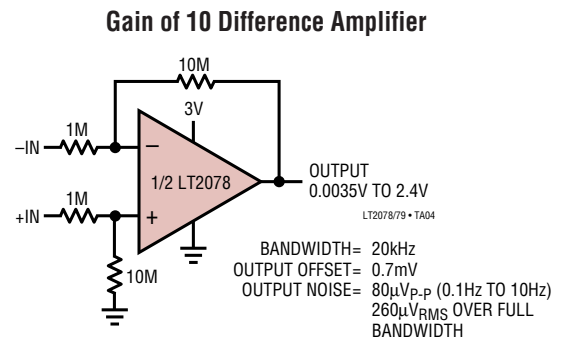 Gain of 10 Difference Amplifier
10M
3V
1M
–IN
–
1/2 LT2078
OUTPUT
0.0035V TO 2.4V
LT2078/79 • TA04
1M
+IN
+
10M
BANDWIDTH= 20kHz
OUTPUT OFFSET= 0.7mV
OUTPUT NOISE= 80µVP-P (0.1Hz TO 10Hz)
260µVRMS OVER FULL
BANDWIDTH